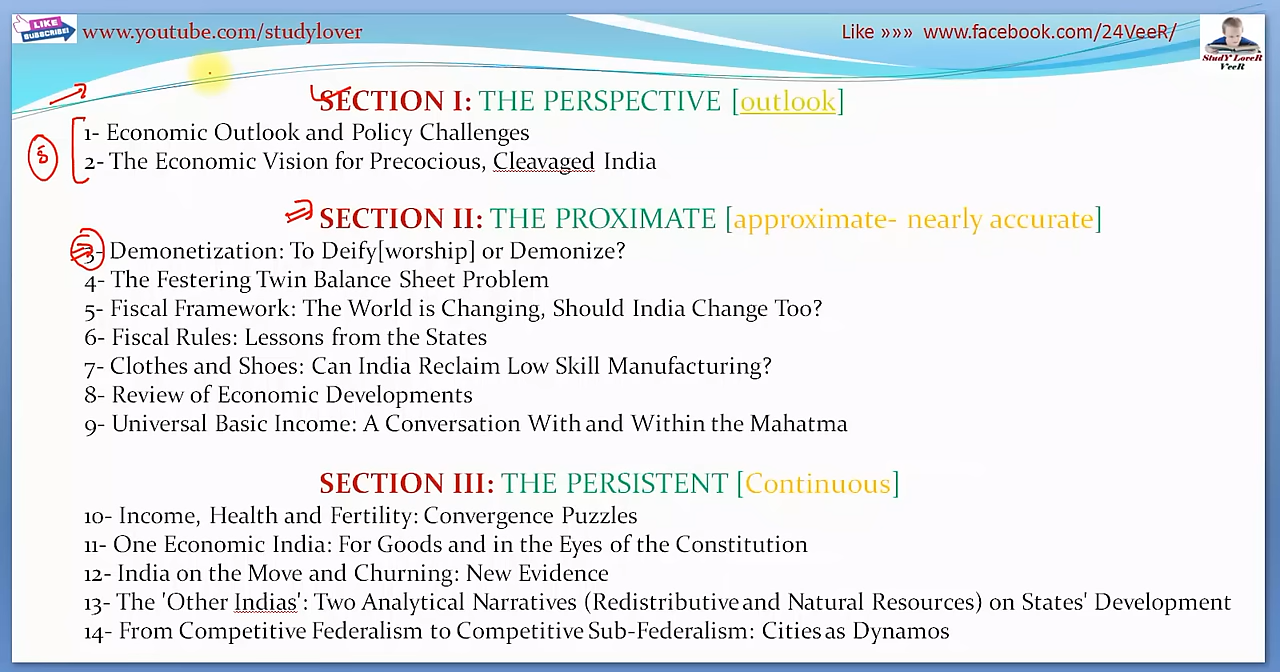 LIKE
SUBSCRIBE!
www.youtube.com/studylover
Like »»» www.facebook.com/24VeeR/
StudY LoveR
VeeR
SECTION I: THE PERSPECTIVE [outlook]
1- Economic Outlook and Policy Challenges
2- The Economic Vision for Precocious, Cleavaged India
SECTION II: THE PROXIMATE [approximate- nearly accurate]
3- Demonetization: To Deify[worship] or Demonize?
4- The Festering Twin Balance Sheet Problem
5- Fiscal Framework: The World is Changing, Should India Change Too?
6- Fiscal Rules: Lessons from the States
7- Clothes and Shoes: Can India Reclaim Low Skill Manufacturing?
8- Review of Economic Developments
9- Universal Basic Income: A Conversation With and Within the Mahatma
SECTION III: THE PERSISTENT [Continuous]
10- Income, Health and Fertility: Convergence Puzzles
11- One Economic India: For Goods and in the Eyes of the Constitution
12- India on the Move and Churning: New Evidence
13- The 'Other Indias': Two Analytical Narratives (Redistributive and Natural Resources) on States' Development
14- From Competitive Federalism to Competitive Sub-Federalism: Cities as Dynamos